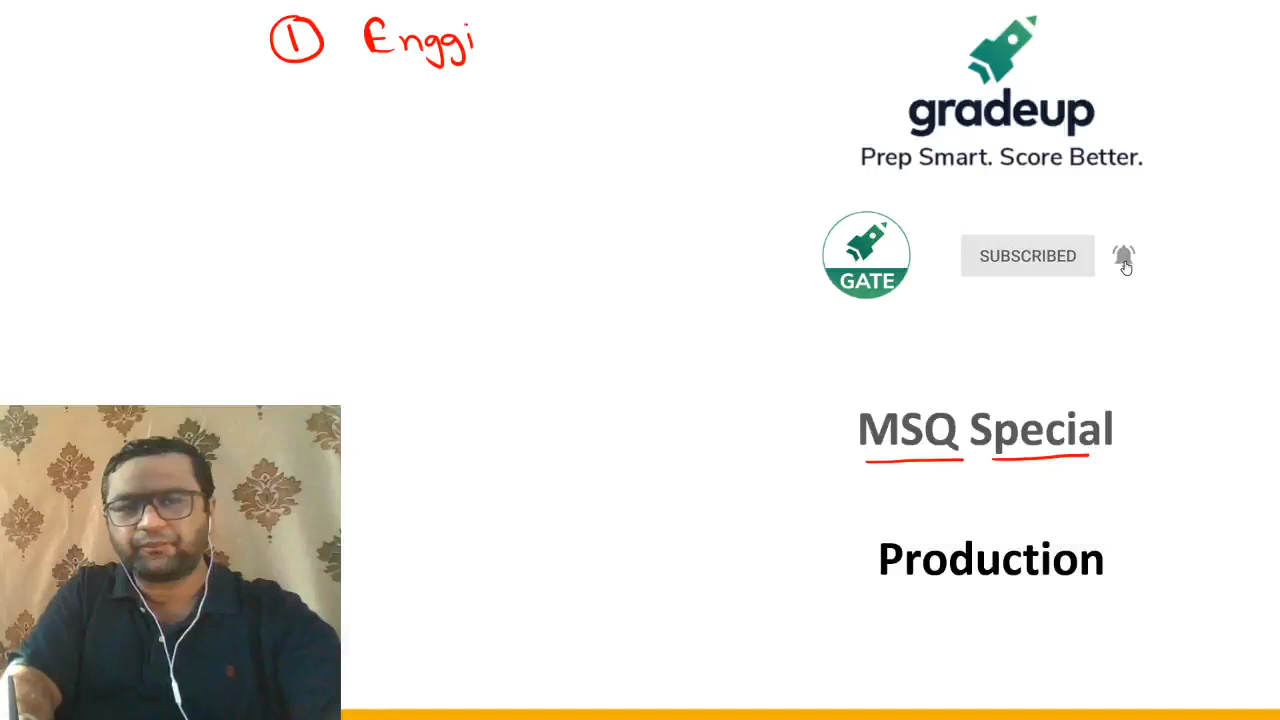 ① Enggi
gradeup
Prep Smart. Score Better.
GATE
SUBSCRIBED
MSQ Special
Production